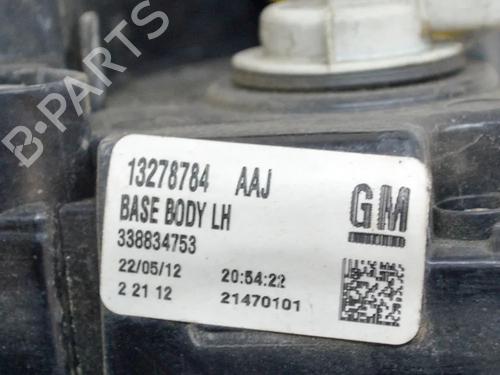 B-PARTS
13278784 AAJ
BASE BODY LH
338834753
22/05/12 20:54:22
2 21 12 21470101
GM